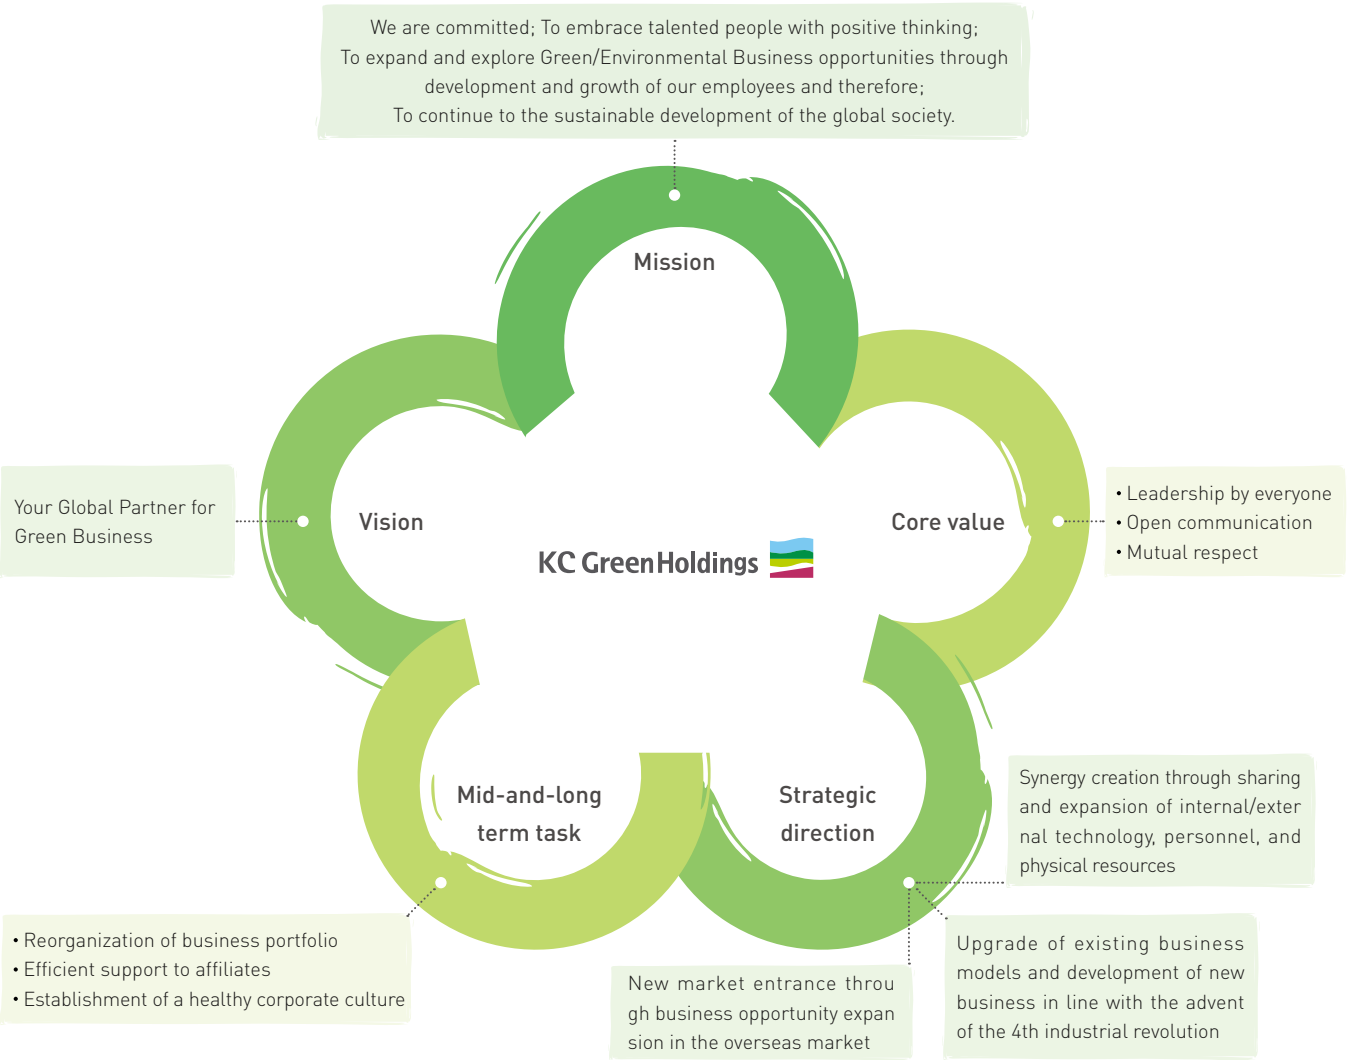 We are committed; To embrace talented people with positive thinking;
To expand and explore Green/Environmental Business opportunities through
development and growth of our employees and therefore;
To continue to the sustainable development of the global society.
Mission
Your Global Partner for
Green Business
Vision
KC GreenHoldings
Core value
• Leadership by everyone
• Open communication
• Mutual respect
Mid-and-long
term task
• Reorganization of business portfolio
• Efficient support to affiliates
• Establishment of a healthy corporate culture
Strategic
direction
Synergy creation through sharing
and expansion of internal/exter
nal technology, personnel, and
physical resources
New market entrance throu
gh business opportunity expan
sion in the overseas market
Upgrade of existing business
models and development of new
business in line with the advent
of the 4th industrial revolution